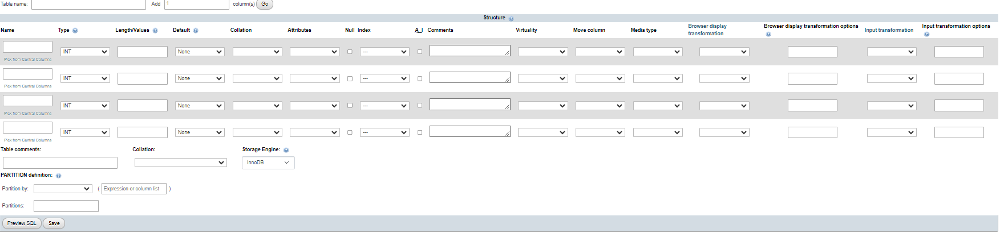 Table name: Add 1 column(s) Go
Structure
Name Type Length/Values Default Collation Attributes Null Index A_I Comments Virtuality Move column Media type Browser display transformation Browser display transformation options Input transformation Input transformation options
INT None ---
Pick from Central Columns
INT None ---
Pick from Central Columns
INT None ---
Pick from Central Columns
INT None ---
Pick from Central Columns
Table comments: Collation: Storage Engine:
InnoDB
PARTITION definition:
Partition by: ( Expression or column list )
Partitions:
Preview SQL Save